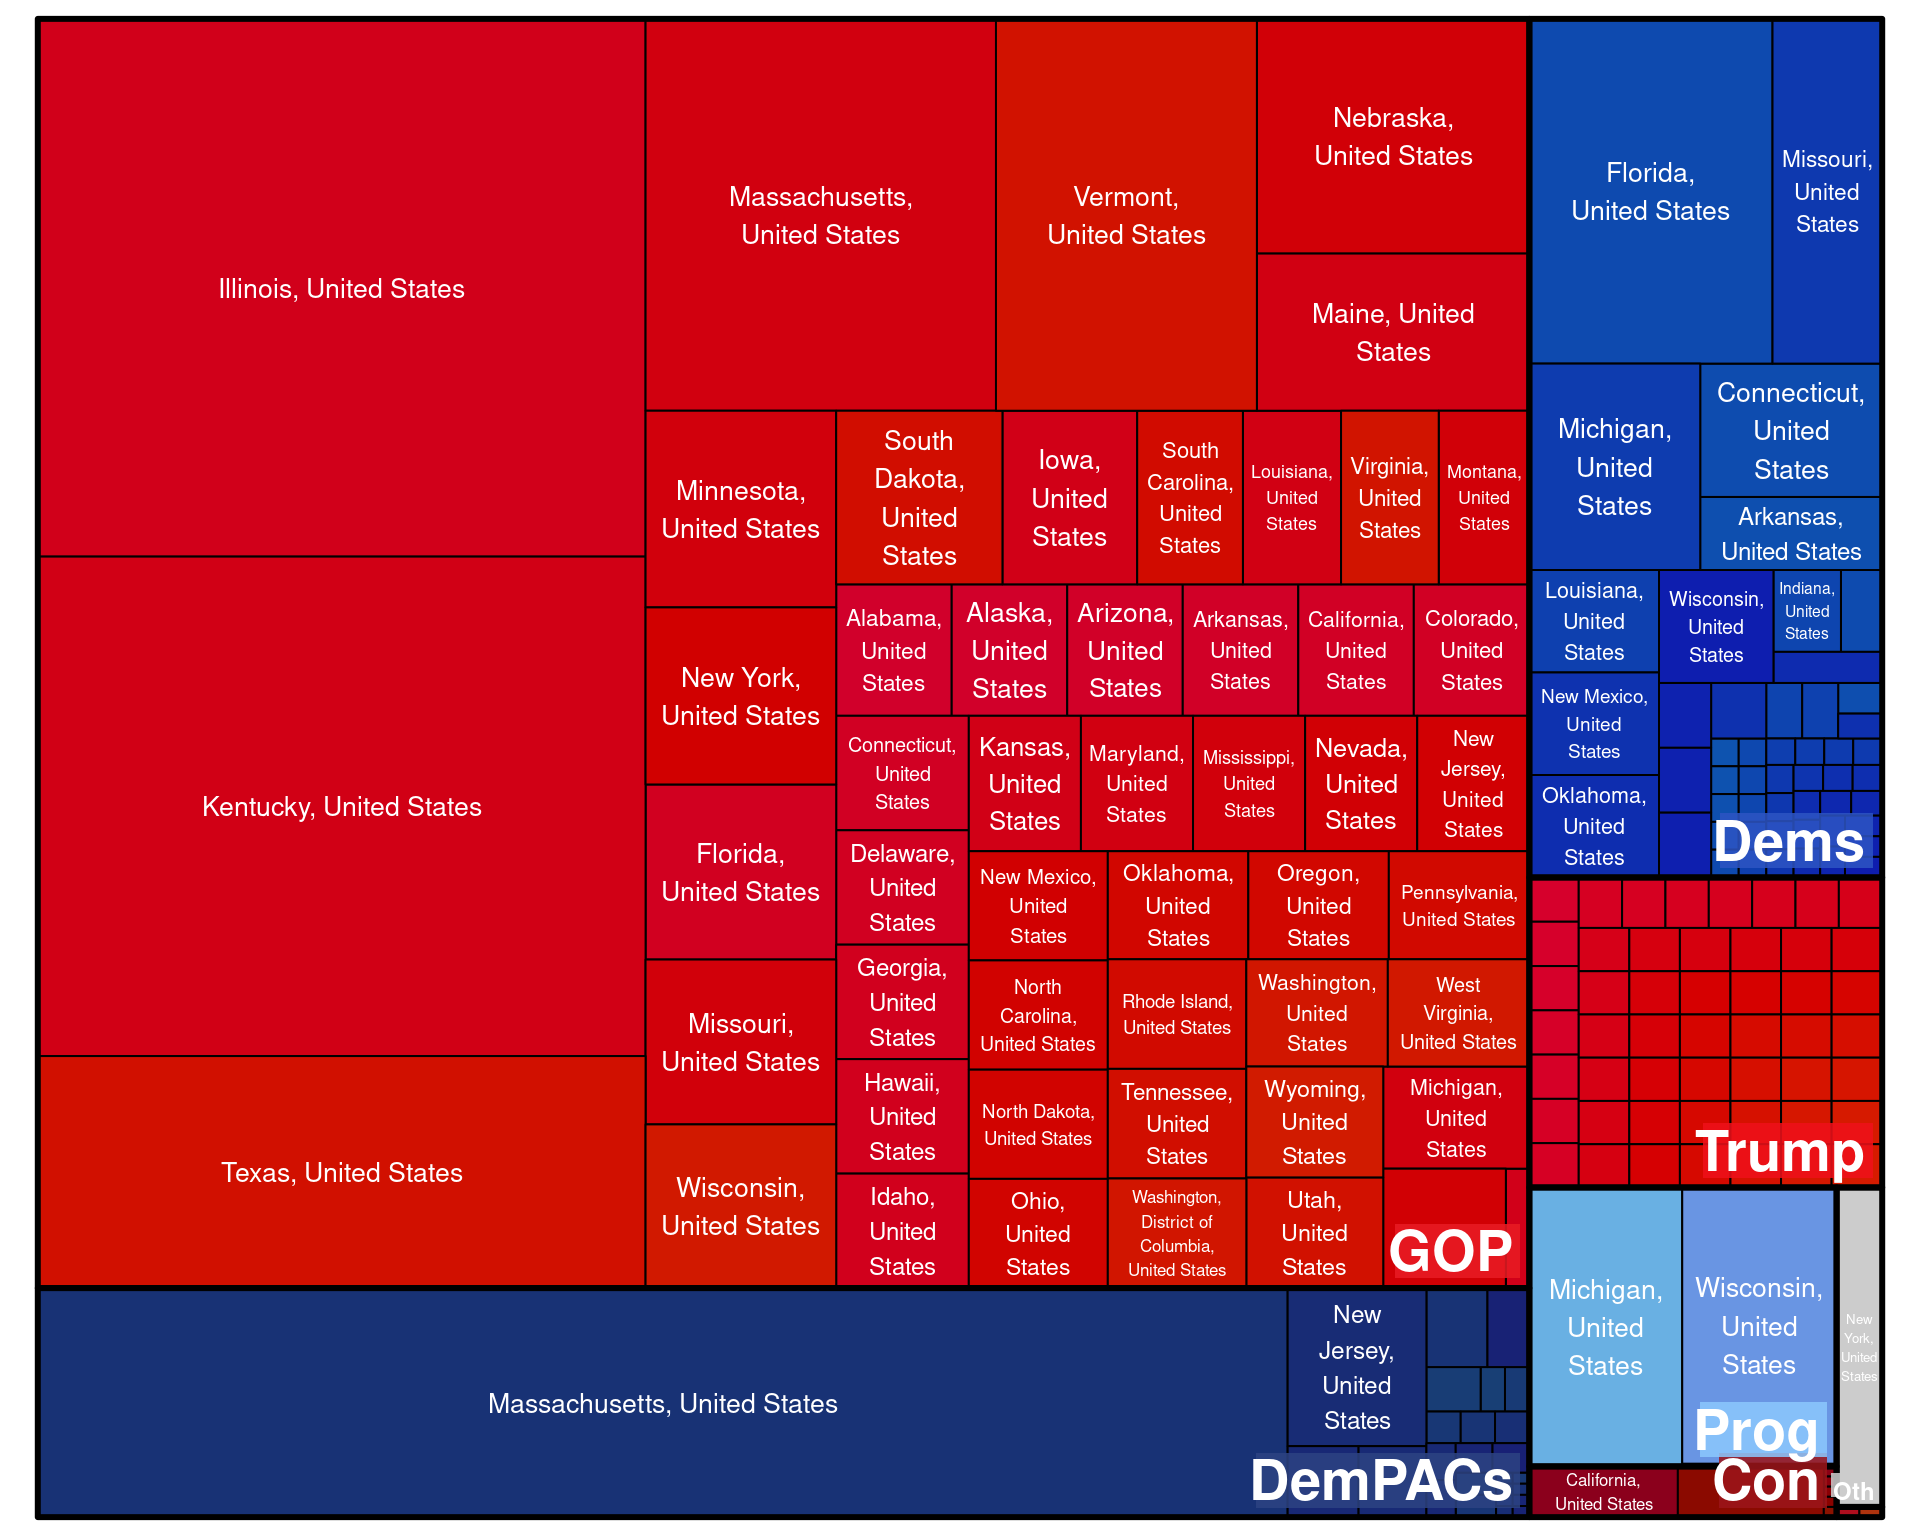 Illinois, United States
Kentucky, United States
Texas, United States
Massachusetts,
United States
Vermont,
United States
Nebraska,
United States
Maine, United
States
Minnesota,
United States
New York,
United States
Florida,
United States
Missouri,
United States
Wisconsin,
United States
South
Dakota,
United
States
Iowa,
United
States
South
Carolina,
United
States
Louisiana,
United
States
Virginia,
United
States
Montana,
United
States
Alabama,
United
States
Alaska,
United
States
Arizona,
United
States
Arkansas,
United
States
California,
United
States
Colorado,
United
States
Connecticut,
United
States
Delaware,
United
States
Georgia,
United
States
Hawaii,
United
States
Idaho,
United
States
Kansas,
United
States
Maryland,
United
States
Mississippi,
United
States
Nevada,
United
States
New
Jersey,
United
States
New Mexico,
United
States
North
Carolina,
United States
North Dakota,
United States
Ohio,
United
States
Oklahoma,
United
States
Oregon,
United
States
Pennsylvania,
United States
Rhode Island,
United States
Washington,
United
States
West
Virginia,
United States
Tennessee,
United
States
Wyoming,
United
States
Michigan,
United
States
Washington,
District of
Columbia,
United States
Utah,
United
States
GOP
Massachusetts, United States
New
Jersey,
United
States
DemPACs
Florida,
United States
Missouri,
United
States
Michigan,
United
States
Connecticut,
United
States
Arkansas,
United States
Louisiana,
United
States
Wisconsin,
United
States
Indiana,
United
States
New Mexico,
United
States
Oklahoma,
United
States
Dems
Trump
Michigan,
United
States
Wisconsin,
United
States
Prog
New
York,
United
States
Oth
California,
United States
Con